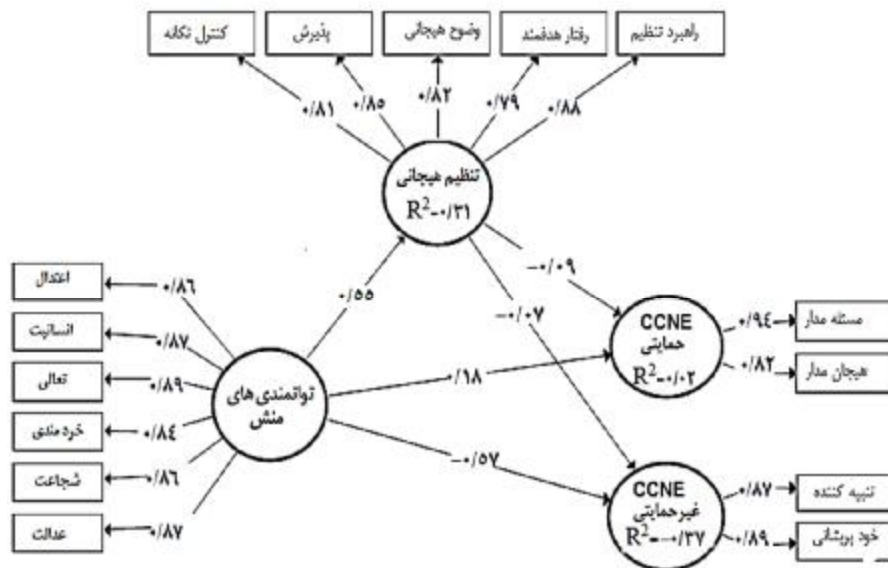 کنترل تکانه
پذیرش
وضوح هیجانی
رفتار هدفمند
راهبرد تنظیم
۰/۸۱
۰/۸۵
۰/۸۲
۰/۷۹
۰/۸۸
تنظیم هیجانی
R²=۰/۳۱
اعتدال
انسانیت
تعالی
خردمندی
شجاعت
عدالت
۰/۸۶
۰/۸۷
۰/۸۹
۰/۸٤
۰/۸۶
۰/۸۷
توانمندی های
منش
۰/۵۵
-۰/۰۹
-۰/۰۷
۰/۱۸
-۰/۵۷
CCNE
حمایتی
R²=۰/۰۲
۰/۹٤
۰/۸۲
مسئله مدار
هیجان مدار
CCNE
غیرحمایتی
R²=۰/۳۷
۰/۸۷
۰/۸۹
تنبیه کننده
خود پریشانی